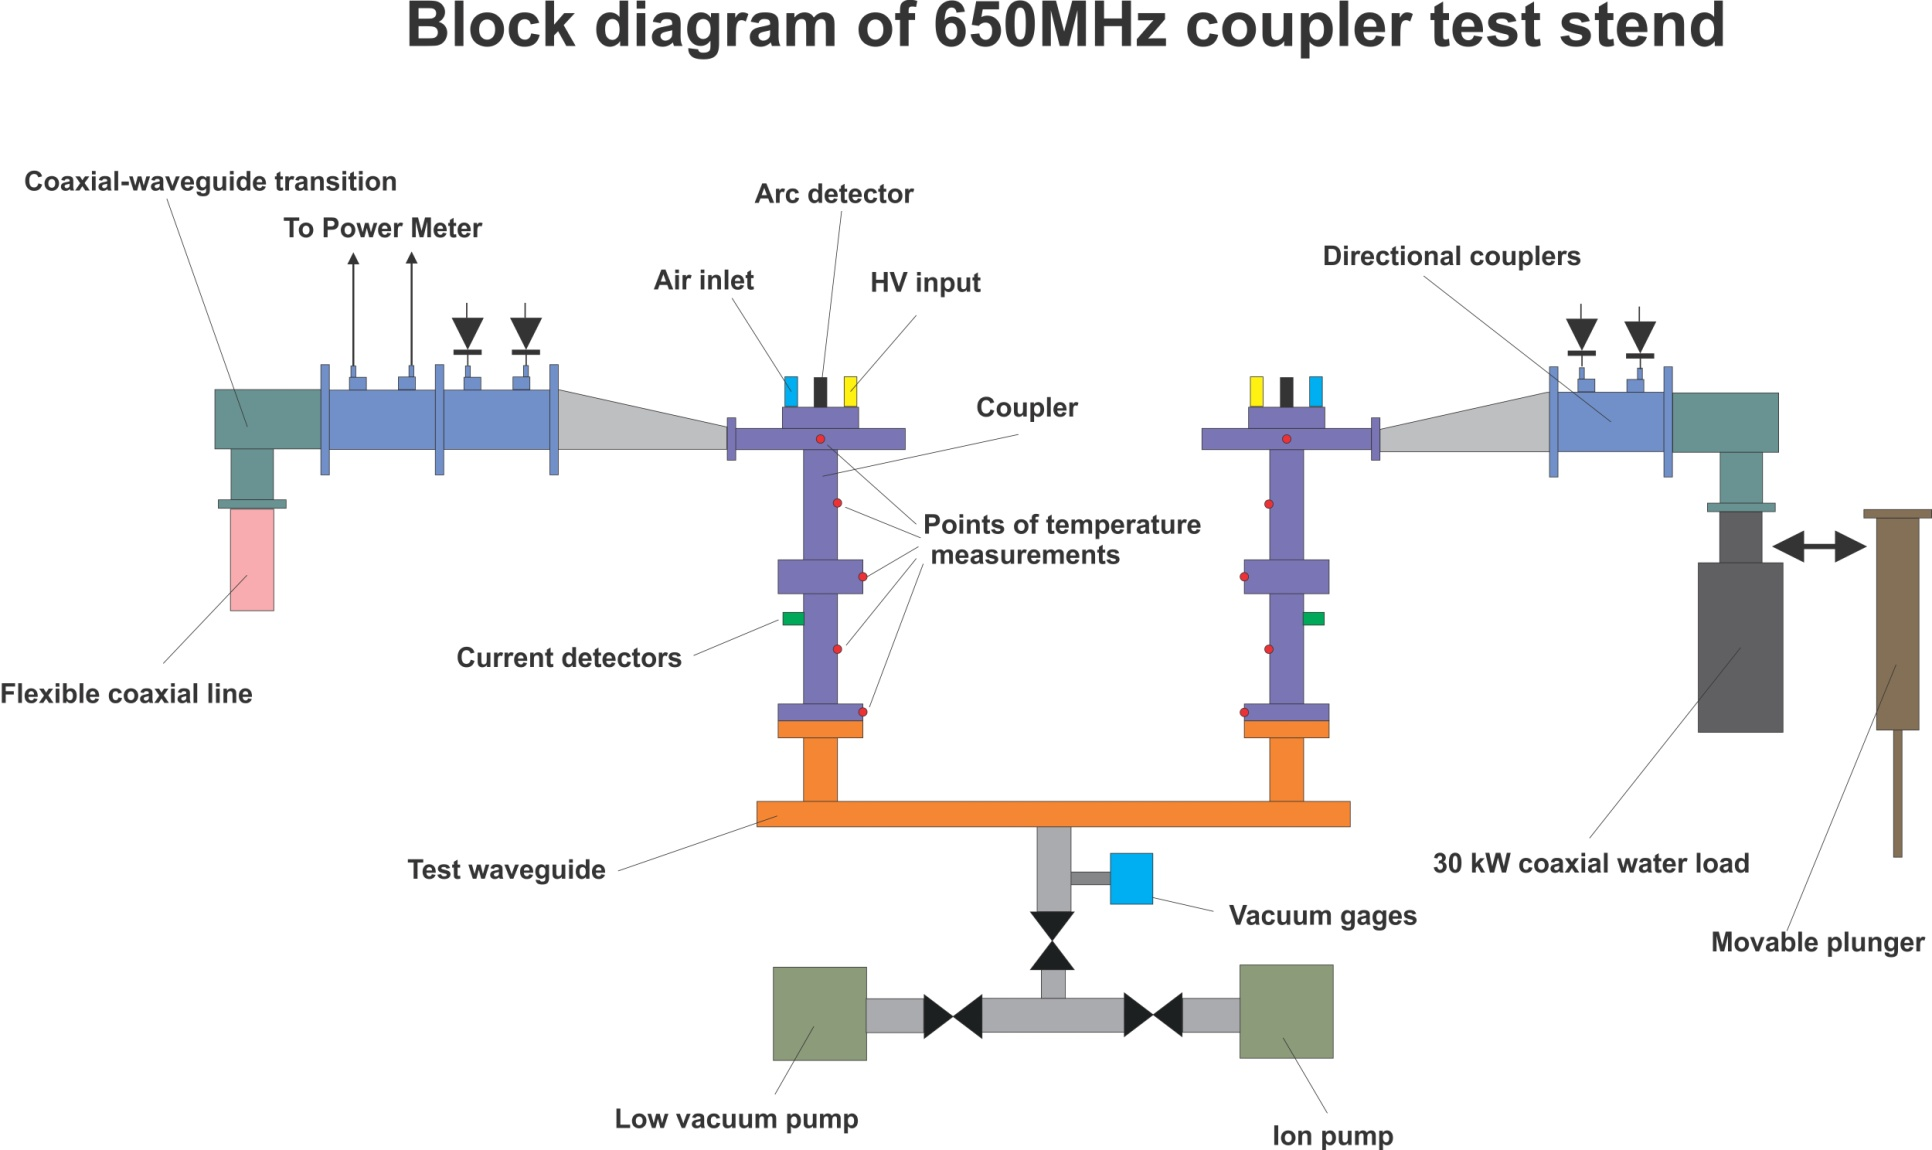 Block diagram of 650MHz coupler test stend
Coaxial-waveguide transition
To Power Meter
Arc detector
Air inlet
HV input
Directional couplers
Coupler
Points of temperature
measurements
Current detectors
Flexible coaxial line
Test waveguide
30 kW coaxial water load
Vacuum gages
Movable plunger
Low vacuum pump
Ion pump